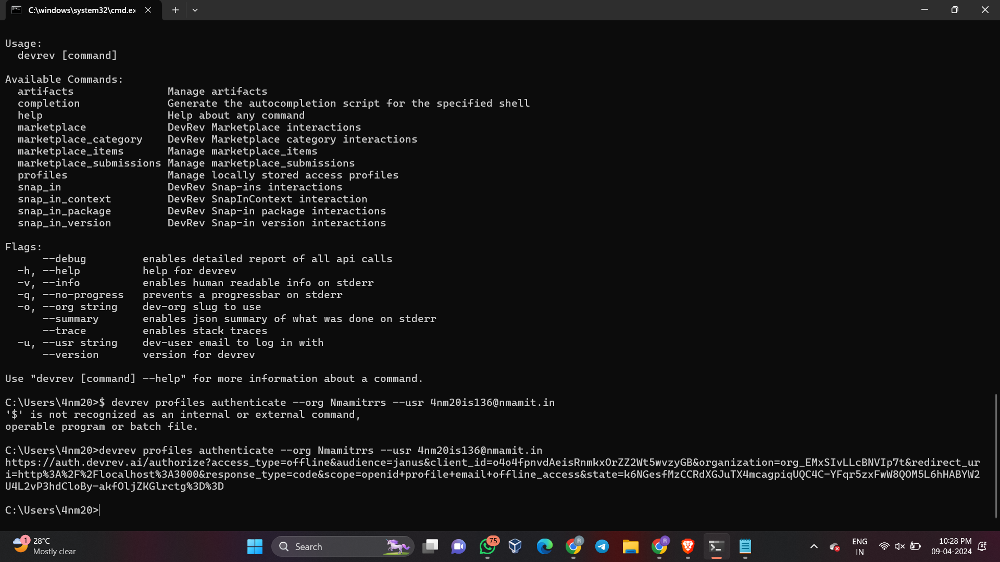 C:\windows\system32\cmd.ex
Usage:
  devrev [command]
Available Commands:
  artifacts               Manage artifacts
  completion              Generate the autocompletion script for the specified shell
  help                    Help about any command
  marketplace             DevRev Marketplace interactions
  marketplace_category    DevRev Marketplace category interactions
  marketplace_items       Manage marketplace_items
  marketplace_submissions Manage marketplace_submissions
  profiles                Manage locally stored access profiles
  snap_in                 DevRev Snap-ins interactions
  snap_in_context         DevRev SnapInContext interaction
  snap_in_package         DevRev Snap-in package interactions
  snap_in_version         DevRev Snap-in version interactions
Flags:
      --debug         enables detailed report of all api calls
  -h, --help          help for devrev
  -v, --info          enables human readable info on stderr
  -q, --no-progress   prevents a progressbar on stderr
  -o, --org string    dev-org slug to use
      --summary       enables json summary of what was done on stderr
      --trace         enables stack traces
  -u, --usr string    dev-user email to log in with
      --version       version for devrev
Use "devrev [command] --help" for more information about a command.
C:\Users\4nm20>$ devrev profiles authenticate --org Nmamitrrs --usr 4nm20is136@nmamit.in
'$' is not recognized as an internal or external command,
operable program or batch file.
C:\Users\4nm20>devrev profiles authenticate --org Nmamitrrs --usr 4nm20is136@nmamit.in
https://auth.devrev.ai/authorize?access_type=offline&audience=janus&client_id=o4o4fpnvdAeisRnmkxOrZZ2Wt5wvzyGB&organization=org_EMxSIvLLcBNVIp7t&redirect_ur
i=http%3A%2F%2Flocalhost%3A3000&response_type=code&scope=openid+profile+email+offline_access&state=k6NGesfMzCCRdXGJuTX4mcagpiqUQC4C-YFqr5zxFwW8QOM5L6hHABYW2
U4L2vP3hdCloBy-akfOljZKGlrctg%3D%3D
C:\Users\4nm20>
1
28°C
Mostly clear
Search
75
R
R
ENG
IN
10:28 PM
09-04-2024